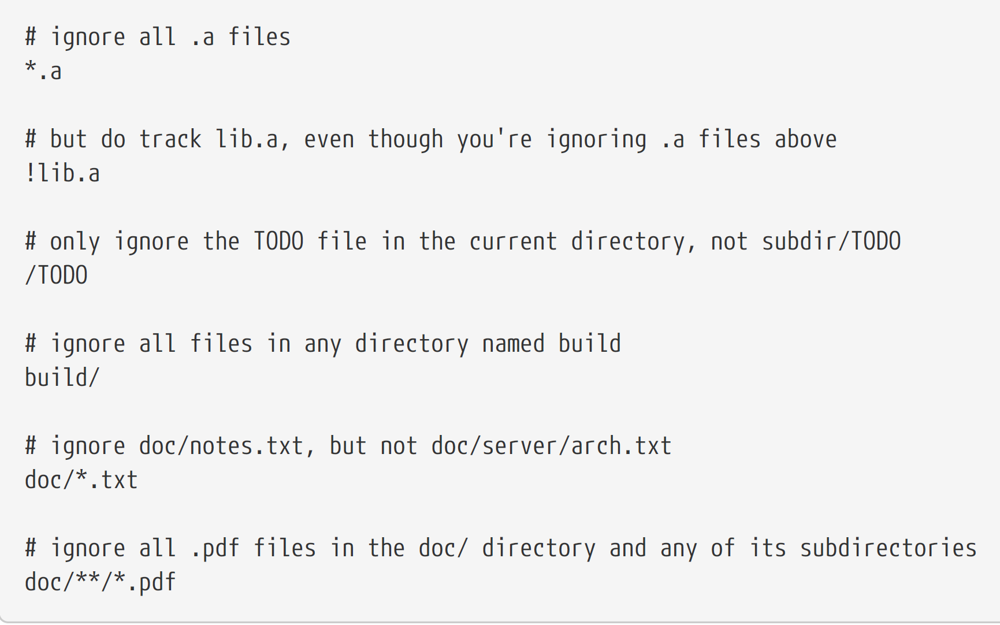 # ignore all .a files
*.a

# but do track lib.a, even though you're ignoring .a files above
!lib.a

# only ignore the TODO file in the current directory, not subdir/TODO
/TODO

# ignore all files in any directory named build
build/

# ignore doc/notes.txt, but not doc/server/arch.txt
doc/*.txt

# ignore all .pdf files in the doc/ directory and any of its subdirectories
doc/**/*.pdf